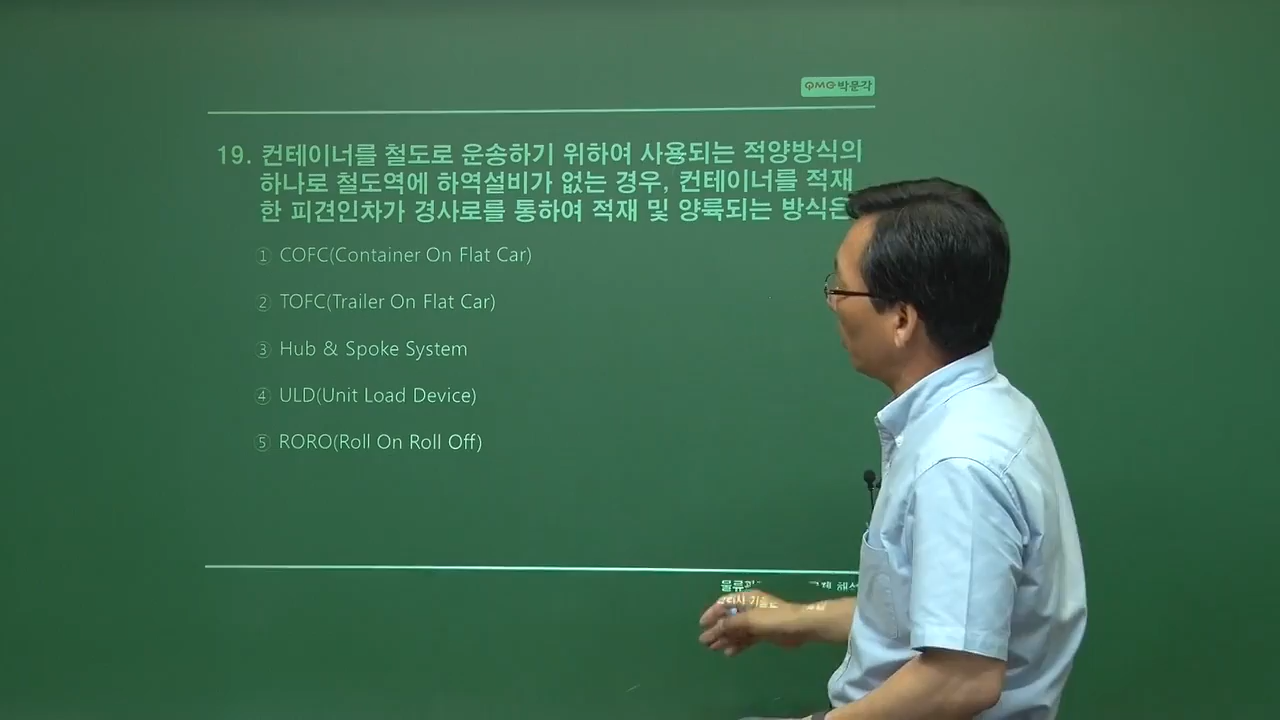 QMG 박문각
19. 컨테이너를 철도로 운송하기 위하여 사용되는 적양방식의
하나로 철도역에 하역설비가 없는 경우, 컨테이너를 적재
한 피견인차가 경사로를 통하여 적재 및 양륙되는 방식은
① COFC(Container On Flat Car)
② TOFC(Trailer On Flat Car)
③ Hub & Spoke System
④ ULD(Unit Load Device)
⑤ RORO(Roll On Roll Off)